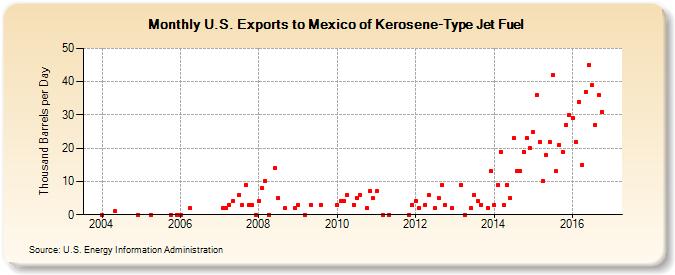 Monthly U.S. Exports to Mexico of Kerosene-Type Jet Fuel
Thousand Barrels per Day
50
40
30
20
10
0
2004 2006 2008 2010 2012 2014 2016
Source: U.S. Energy Information Administration